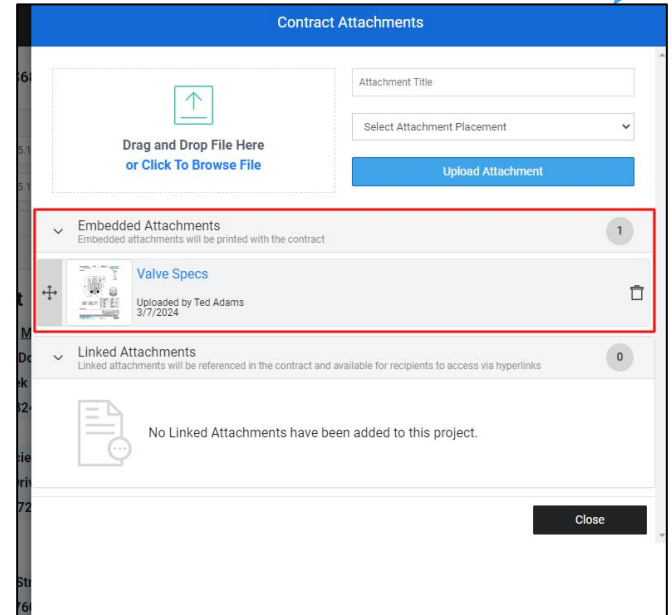 Contract Attachments
Attachment Title
Select Attachment Placement
Drag and Drop File Here
or Click To Browse File
Upload Attachment
Embedded Attachments
1
Embedded attachments will be printed with the contract
Valve Specs
Uploaded by Ted Adams
3/7/2024
Linked Attachments
0
Linked attachments will be referenced in the contract and available for recipients to access via hyperlinks
No Linked Attachments have been added to this project.
Close